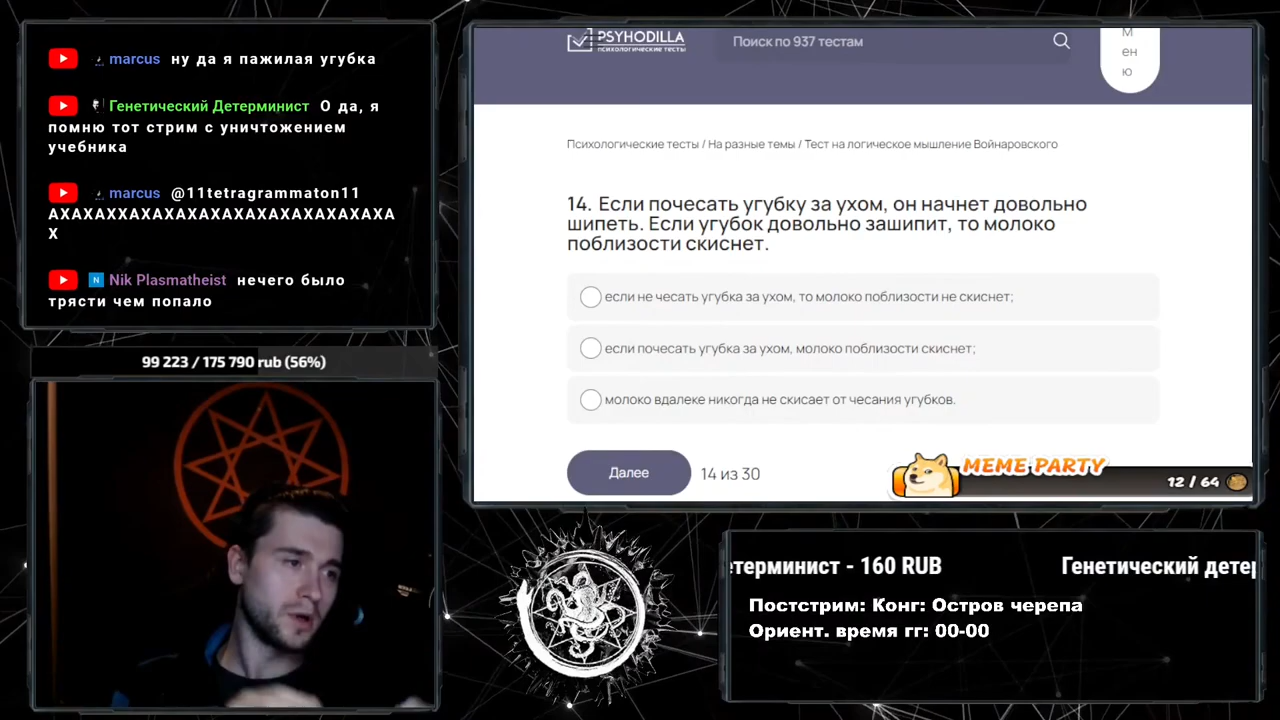 marcus ну да я пажилая угубка
Генетический Детерминист О да, я
помню тот стрим с уничтожением
учебника
marcus @11tetragrammaton11
АХАХАХХАХАХАХАХАХАХАХАХАХАХА
Х
N Nik Plasmatheist нечего было
трясти чем попало
99 223 / 175 790 rub (56%)
PSYHODILLA
ПСИХОЛОГИЧЕСКИЕ ТЕСТЫ
Поиск по 937 тестам
М
ен
ю
Психологические тесты / На разные темы / Тест на логическое мышление Войнаровского
14. Если почесать угубку за ухом, он начнет довольно
шипеть. Если угубок довольно зашипит, то молоко
поблизости скиснет.
если не чесать угубка за ухом, то молоко поблизости не скиснет;
если почесать угубка за ухом, молоко поблизости скиснет;
молоко вдалеке никогда не скисает от чесания угубков.
Далее
14 из 30
MEME PARTY
12 / 64
етерминист - 160 RUB
Генетический детер
Постстрим: Конг: Остров черепа
Ориент. время гг: 00-00